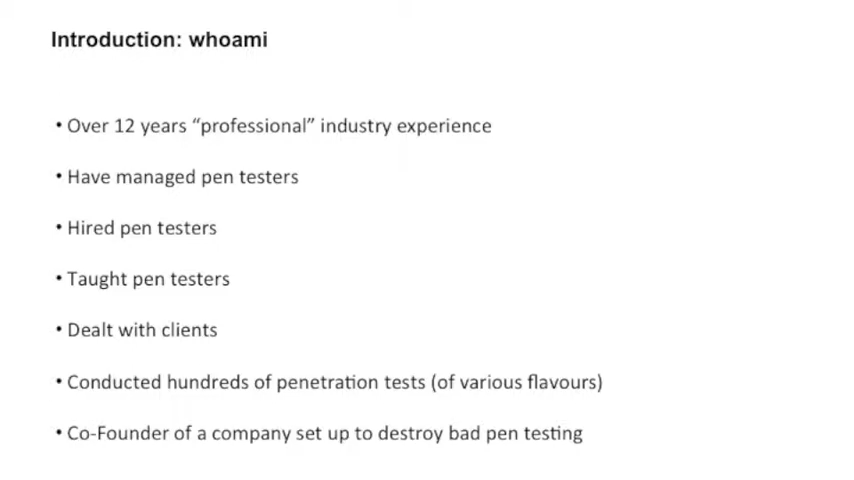 Introduction: whoami
• Over 12 years “professional” industry experience
• Have managed pen testers
• Hired pen testers
• Taught pen testers
• Dealt with clients
• Conducted hundreds of penetration tests (of various flavours)
• Co-Founder of a company set up to destroy bad pen testing